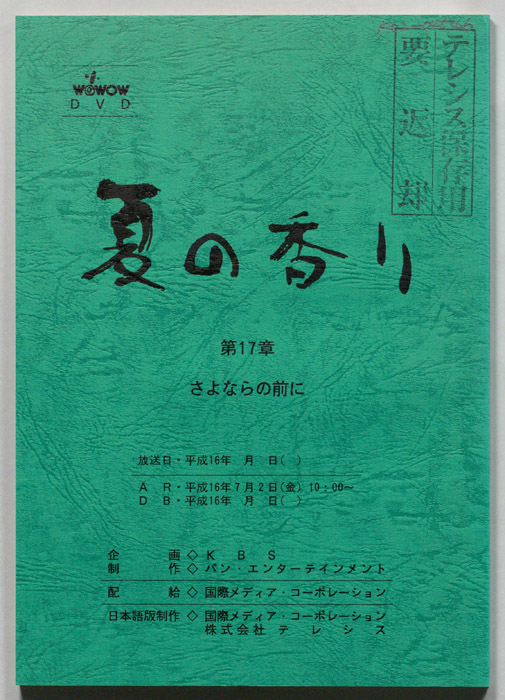 WOWOW
DVD
テレシス保存用
要返却
夏の香り
第17章
さよならの前に
放送日・平成16年 月 日( )
AR・平成16年7月2日(金) 10:00~
DB・平成16年 月 日( )
企画◇KBS
制作◇パン・エンターテインメント
配給◇国際メディア・コーポレーション
日本語版制作◇国際メディア・コーポレーション
株式会社テレシス